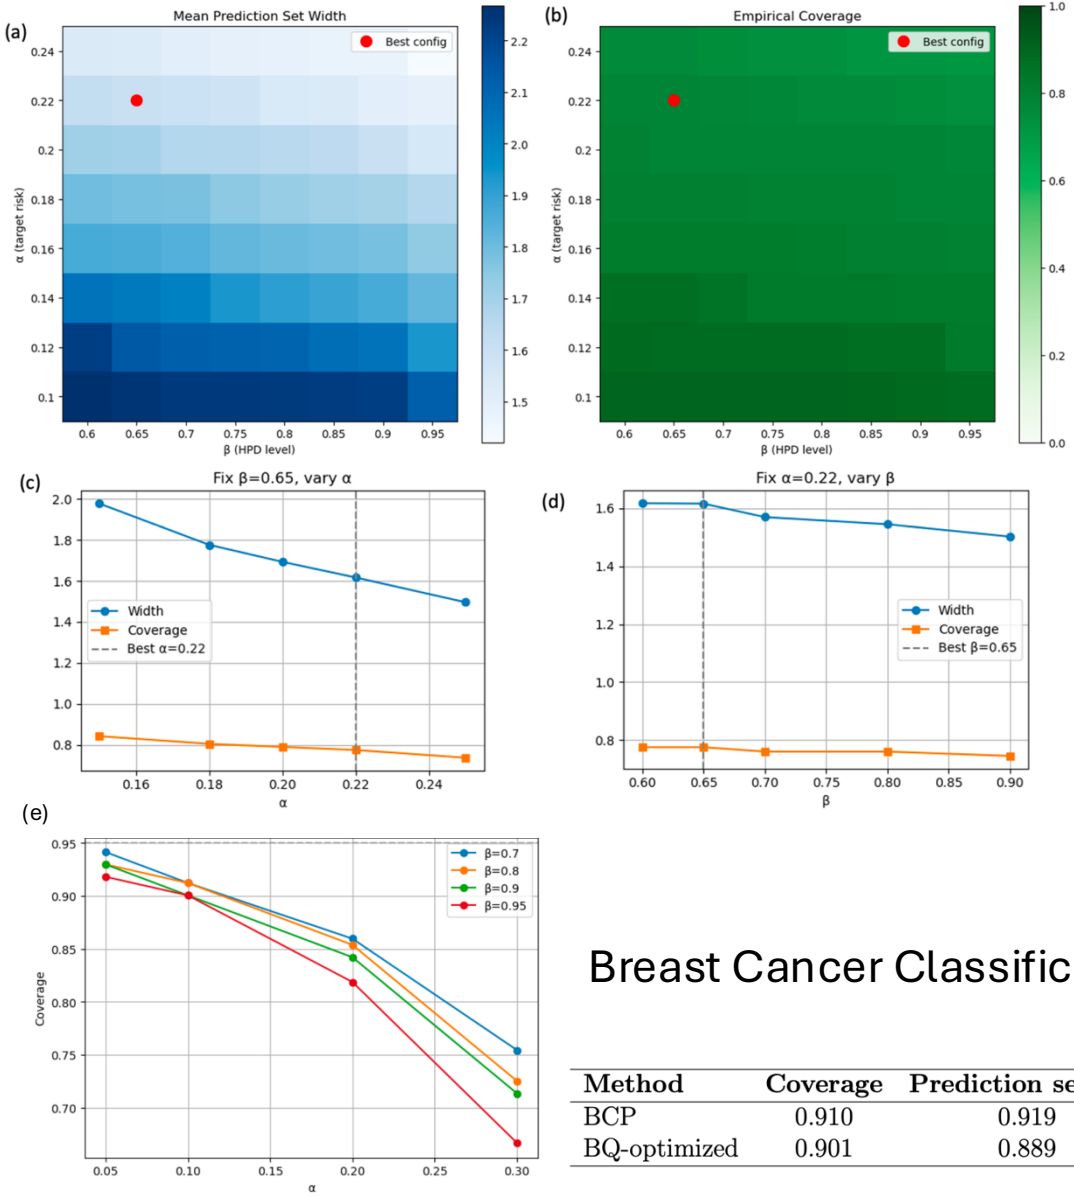 (a)
Mean Prediction Set Width
Best config
0.24
0.22
0.2
0.18
0.16
0.14
0.12
0.1
α (target risk)
0.6 0.65 0.7 0.75 0.8 0.85 0.9 0.95
β (HPD level)
2.2
2.1
2.0
1.9
1.8
1.7
1.6
1.5
(b)
Empirical Coverage
Best config
0.24
0.22
0.2
0.18
0.16
0.14
0.12
0.1
α (target risk)
0.6 0.65 0.7 0.75 0.8 0.85 0.9 0.95
β (HPD level)
1.0
0.8
0.6
0.4
0.2
0.0
(c)
Fix β=0.65, vary α
2.0
1.8
1.6
1.4
1.2
1.0
0.8
Width
Coverage
Best α=0.22
0.16 0.18 0.20 0.22 0.24
α
(d)
Fix α=0.22, vary β
1.6
1.4
1.2
1.0
0.8
Width
Coverage
Best β=0.65
0.60 0.65 0.70 0.75 0.80 0.85 0.90
β
(e)
0.95
0.90
0.85
0.80
0.75
0.70
Coverage
β=0.7
β=0.8
β=0.9
β=0.95
0.05 0.10 0.15 0.20 0.25 0.30
α
Breast Cancer Classific
Method Coverage Prediction se
BCP 0.910 0.919
BQ-optimized 0.901 0.889